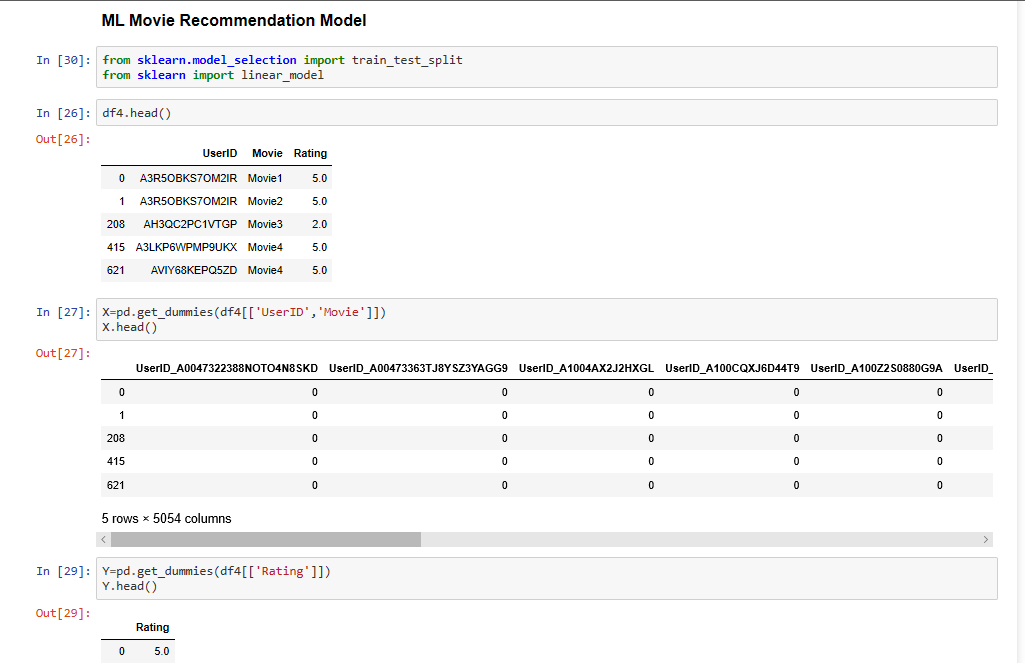 ML Movie Recommendation Model
In [30]: from sklearn.model_selection import train_test_split
from sklearn import linear_model
In [26]: df4.head()
Out[26]:
UserID Movie Rating
0 A3R5OBKS7OM2IR Movie1 5.0
1 A3R5OBKS7OM2IR Movie2 5.0
208 AH3QC2PC1VTGP Movie3 2.0
415 A3LKP6WPMP9UKX Movie4 5.0
621 AVIY68KEPQ5ZD Movie4 5.0
In [27]: X=pd.get_dummies(df4[['UserID','Movie']])
X.head()
Out[27]:
UserID_A0047322388NOTO4N8SKD UserID_A00473363TJ8YSZ3YAGG9 UserID_A1004AX2J2HXGL UserID_A100CQXJ6D44T9 UserID_A100Z2S0880G9A UserID_
0 0 0 0 0 0
1 0 0 0 0 0
208 0 0 0 0 0
415 0 0 0 0 0
621 0 0 0 0 0
5 rows × 5054 columns
In [29]: Y=pd.get_dummies(df4[['Rating']])
Y.head()
Out[29]:
Rating
0 5.0